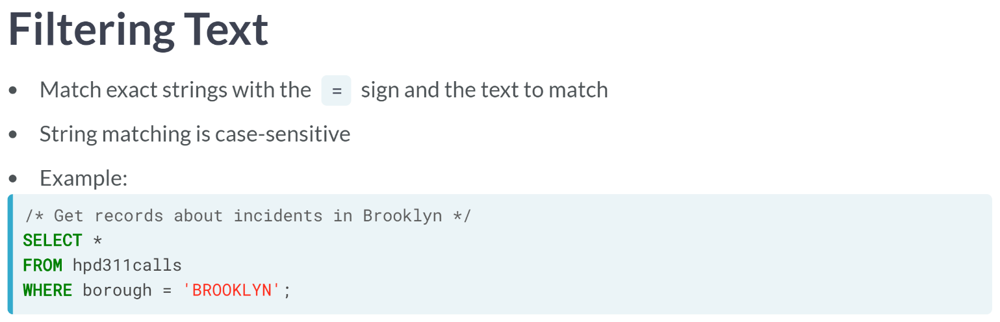 Filtering Text
• Match exact strings with the = sign and the text to match
• String matching is case-sensitive
• Example:
/* Get records about incidents in Brooklyn */
SELECT *
FROM hpd311calls
WHERE borough = 'BROOKLYN';